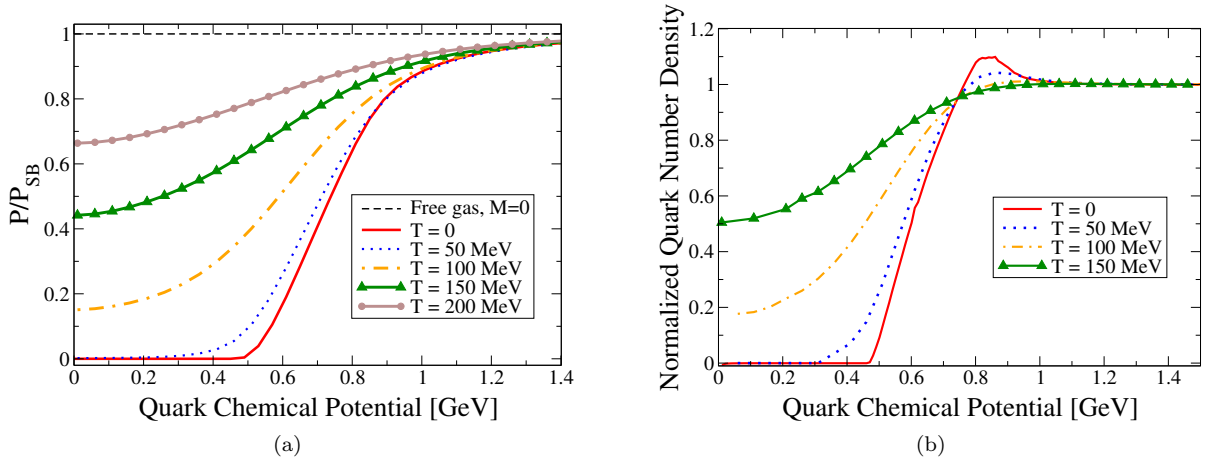 1
0.8
0.6
0.4
0.2
0
P/P_SB
Free gas, M=0
T = 0
T = 50 MeV
T = 100 MeV
T = 150 MeV
T = 200 MeV
0 0.2 0.4 0.6 0.8 1 1.2 1.4
Quark Chemical Potential [GeV]
(a)
1.2
1
0.8
0.6
0.4
0.2
0
Normalized Quark Number Density
T = 0
T = 50 MeV
T = 100 MeV
T = 150 MeV
0 0.2 0.4 0.6 0.8 1 1.2 1.4
Quark Chemical Potential [GeV]
(b)